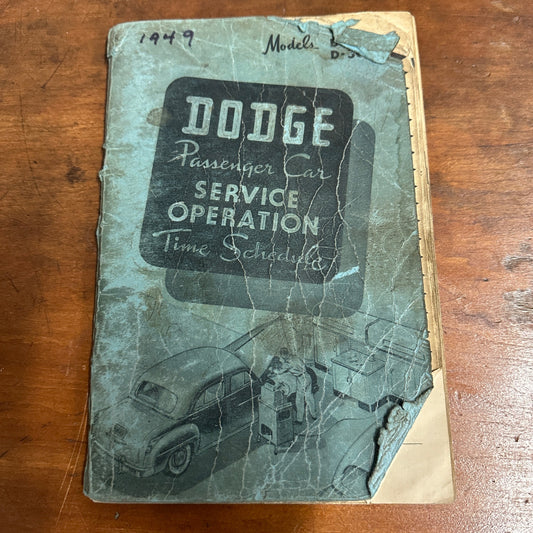 1949
Models
DODGE
Passenger Car
SERVICE
OPERATION
Time Schedule